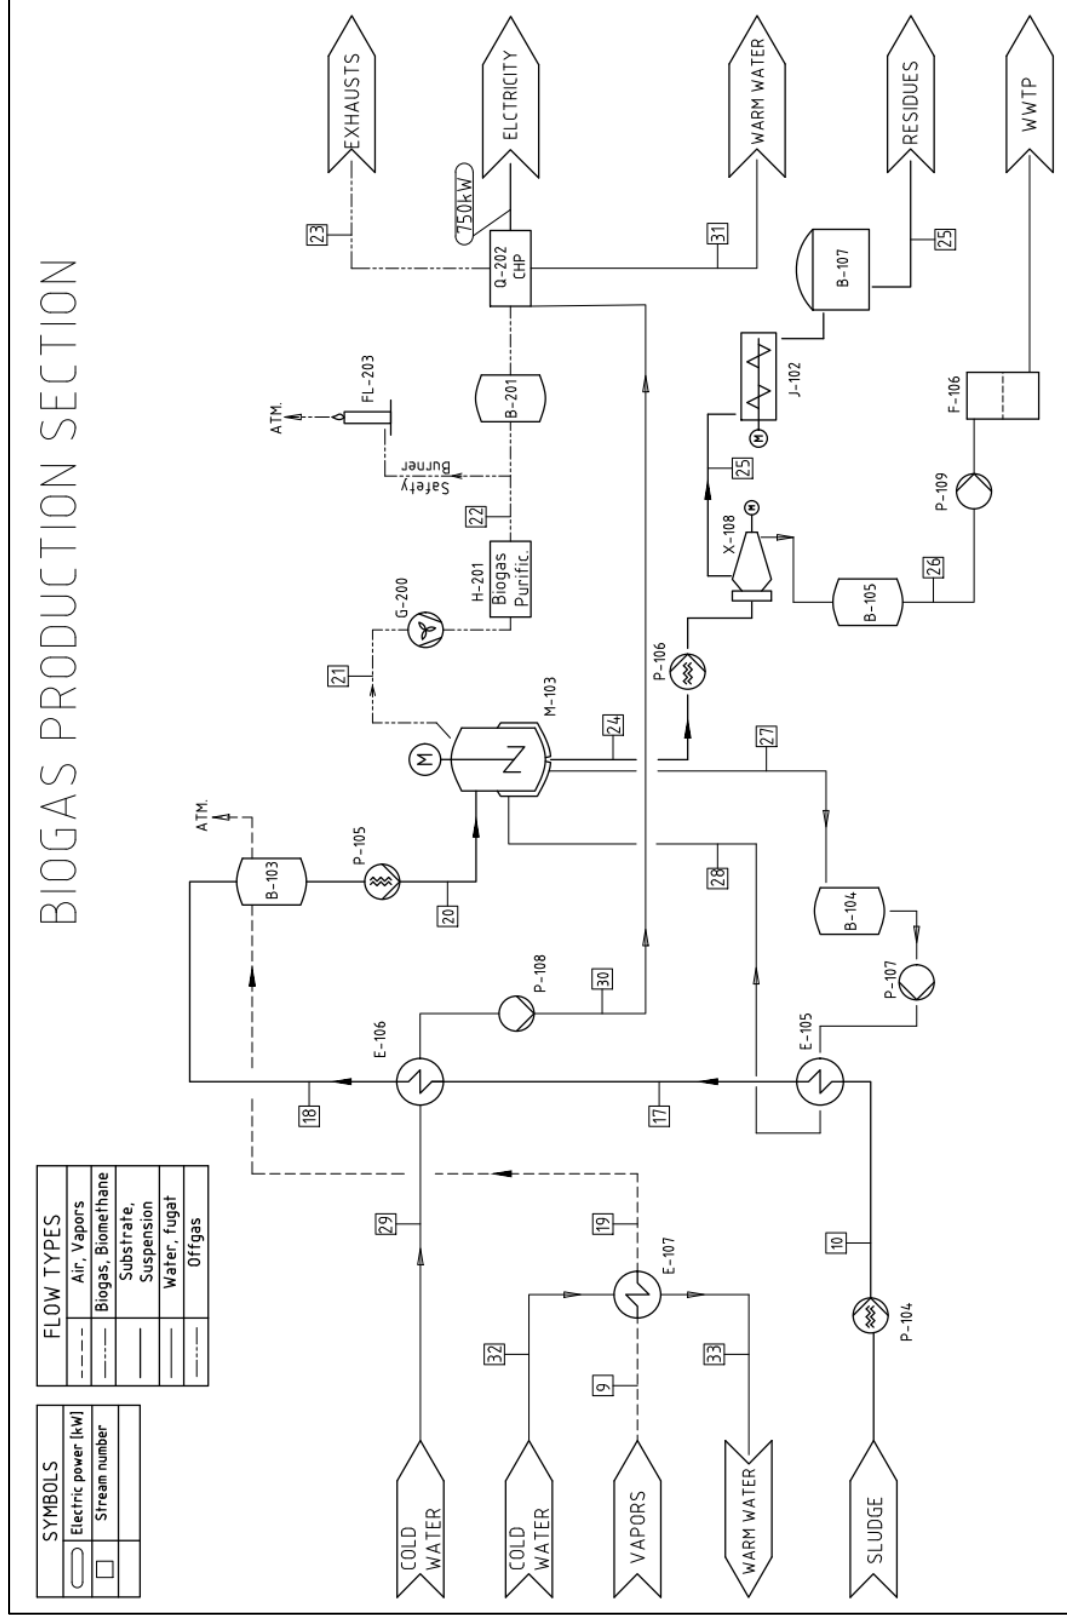 BIOGAS PRODUCTION SECTION
SYMBOLS
Electric power [kW]
Stream number
FLOW TYPES
Air, Vapors
Biogas, Biomethane
Substrate,
Suspension
Water, fugat
Offgas
COLD
WATER
COLD
WATER
VAPORS
WARM WATER
SLUDGE
29
32
9
33
10
P-104
19
E-107
18
17
E-106
E-105
P-108
30
P-107
B-104
B-103
ATM.
P-105
20
28
27
M
M-103
24
21
G-200
H-201
Biogas
Purific.
22
Safety
Burner
ATM.
FL-203
B-201
Q-202
CHP
750kW
23
31
P-106
X-108
M
25
M
J-102
B-107
25
B-105
26
P-109
F-106
EXHAUSTS
ELCTRICITY
WARM WATER
RESIDUES
WWTP